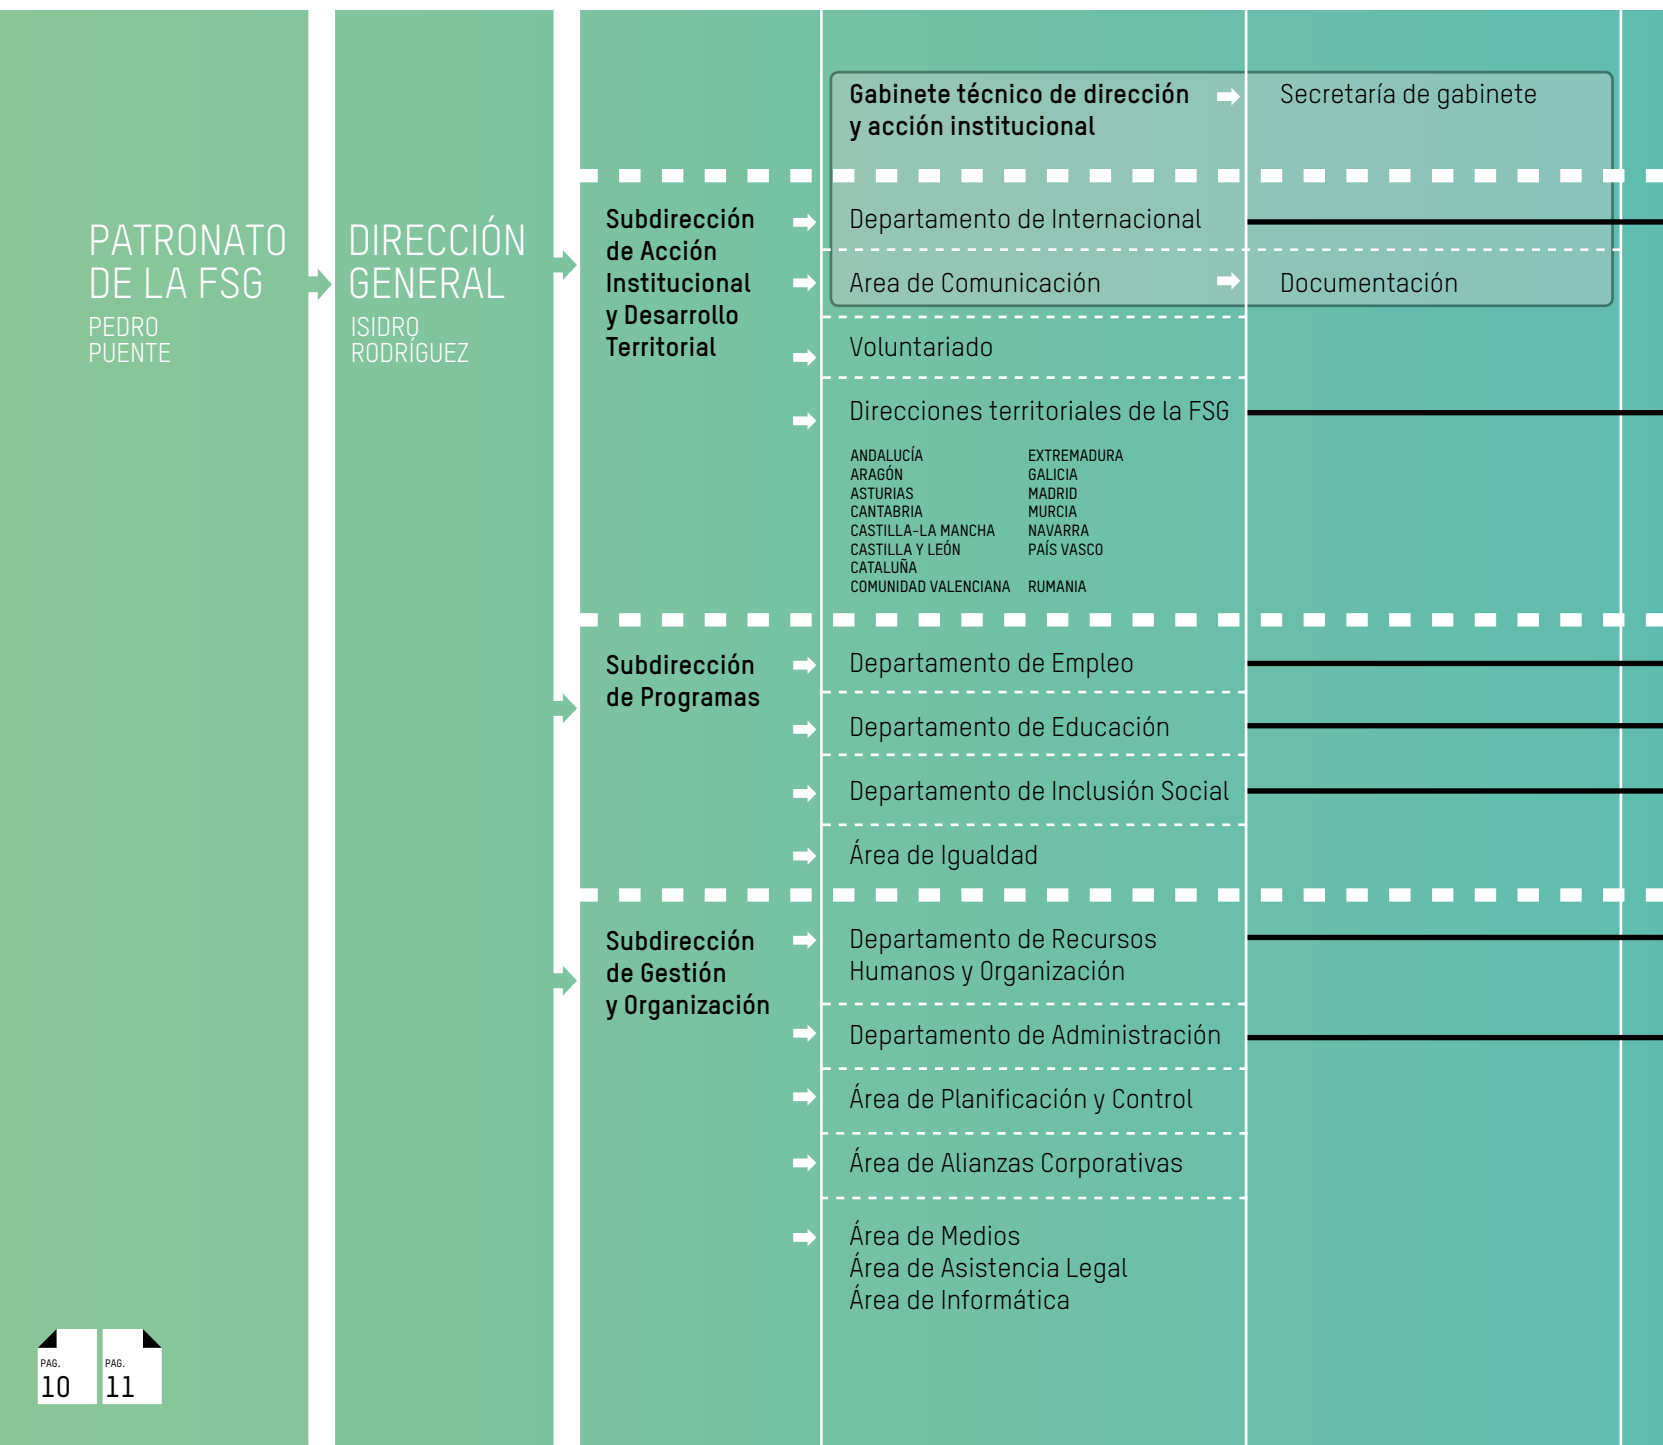 PATRONATO
DE LA FSG
PEDRO
PUENTE
DIRECCIÓN
GENERAL
ISIDRO
RODRÍGUEZ
Gabinete técnico de dirección
y acción institucional
Secretaría de gabinete
Subdirección
de Acción
Institucional
y Desarrollo
Territorial
Departamento de Internacional
Area de Comunicación
Documentación
Voluntariado
Direcciones territoriales de la FSG
ANDALUCÍA
ARAGÓN
ASTURIAS
CANTABRIA
CASTILLA-LA MANCHA
CASTILLA Y LEÓN
CATALUÑA
COMUNIDAD VALENCIANA
EXTREMADURA
GALICIA
MADRID
MURCIA
NAVARRA
PAÍS VASCO
RUMANIA
Subdirección
de Programas
Departamento de Empleo
Departamento de Educación
Departamento de Inclusión Social
Área de Igualdad
Subdirección
de Gestión
y Organización
Departamento de Recursos
Humanos y Organización
Departamento de Administración
Área de Planificación y Control
Área de Alianzas Corporativas
Área de Medios
Área de Asistencia Legal
Área de Informática
PAG.
10
PAG.
11